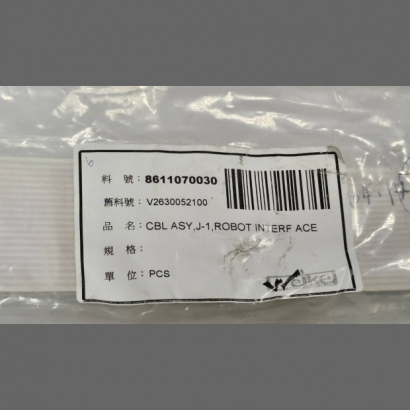 6
料 號：8611070030
舊料號：V2630052100
品 名：CBL ASY,J-1,ROBOT INTERF ACE
規 格：
單 位：PCS